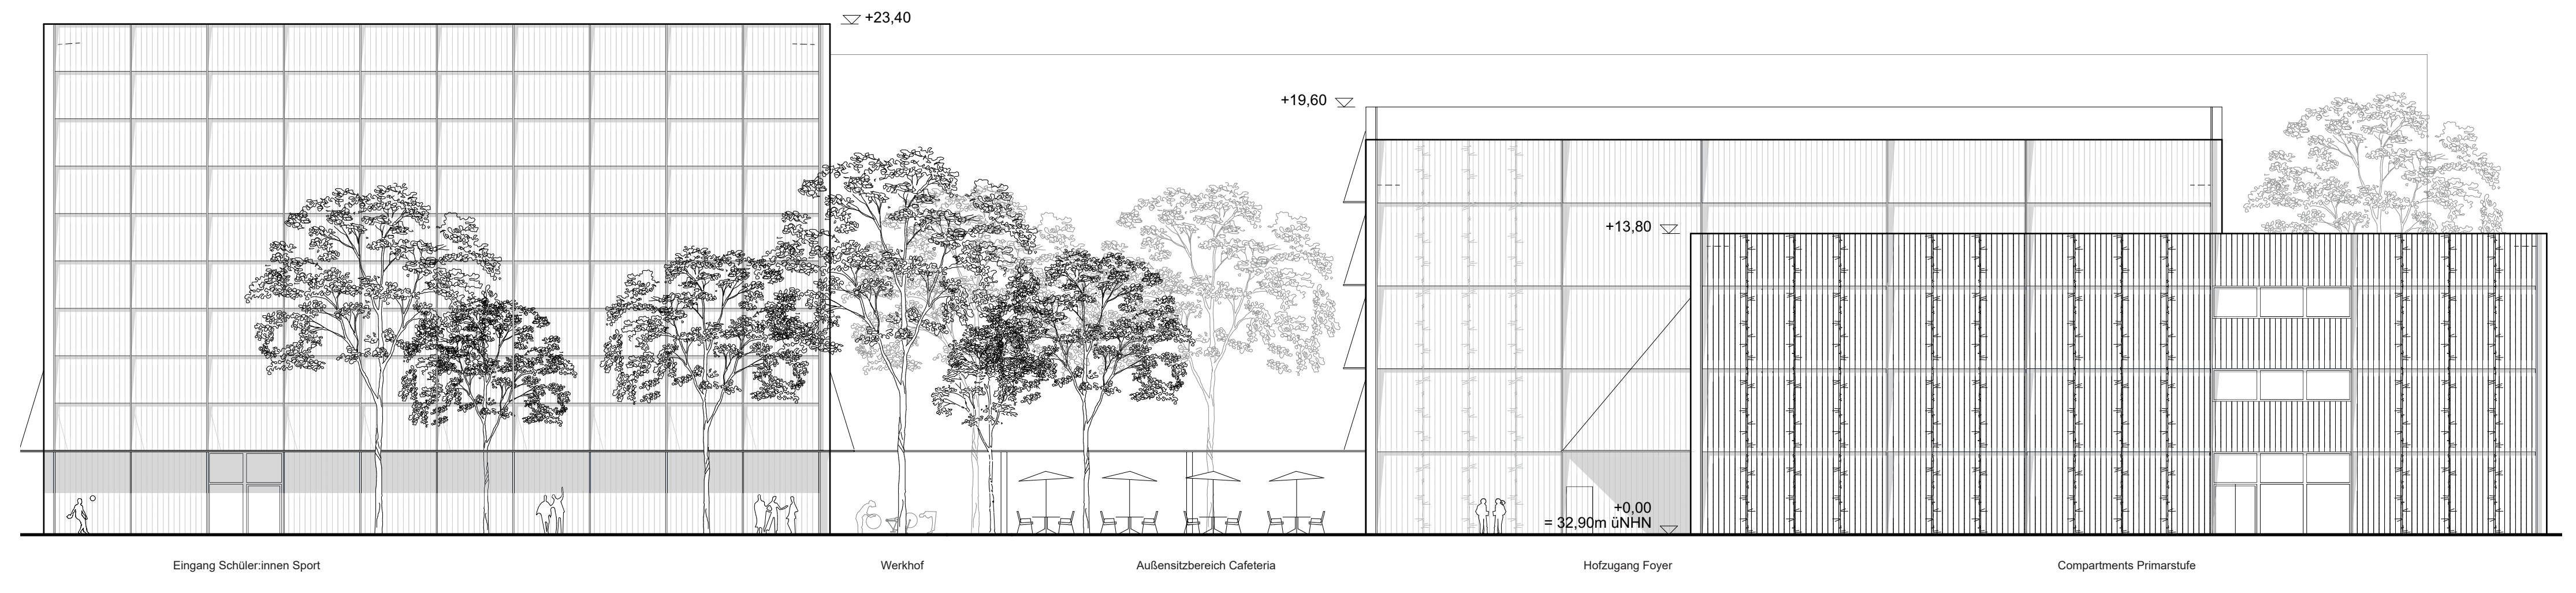 +23,40
+19,60
+13,80
+0,00
= 32,90m üNHN
Eingang Schüler:innen Sport
Werkhof
Außensitzbereich Cafeteria
Hofzugang Foyer
Compartments Primarstufe